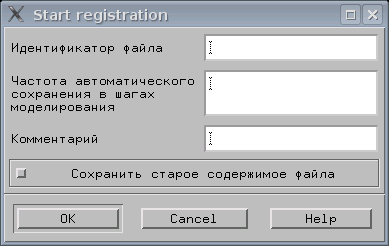 Start registration
Идентификатор файла
Частота автоматического
сохранения в шагах
моделирования
Комментарий
Сохранить старое содержимое файла
OK Cancel Help